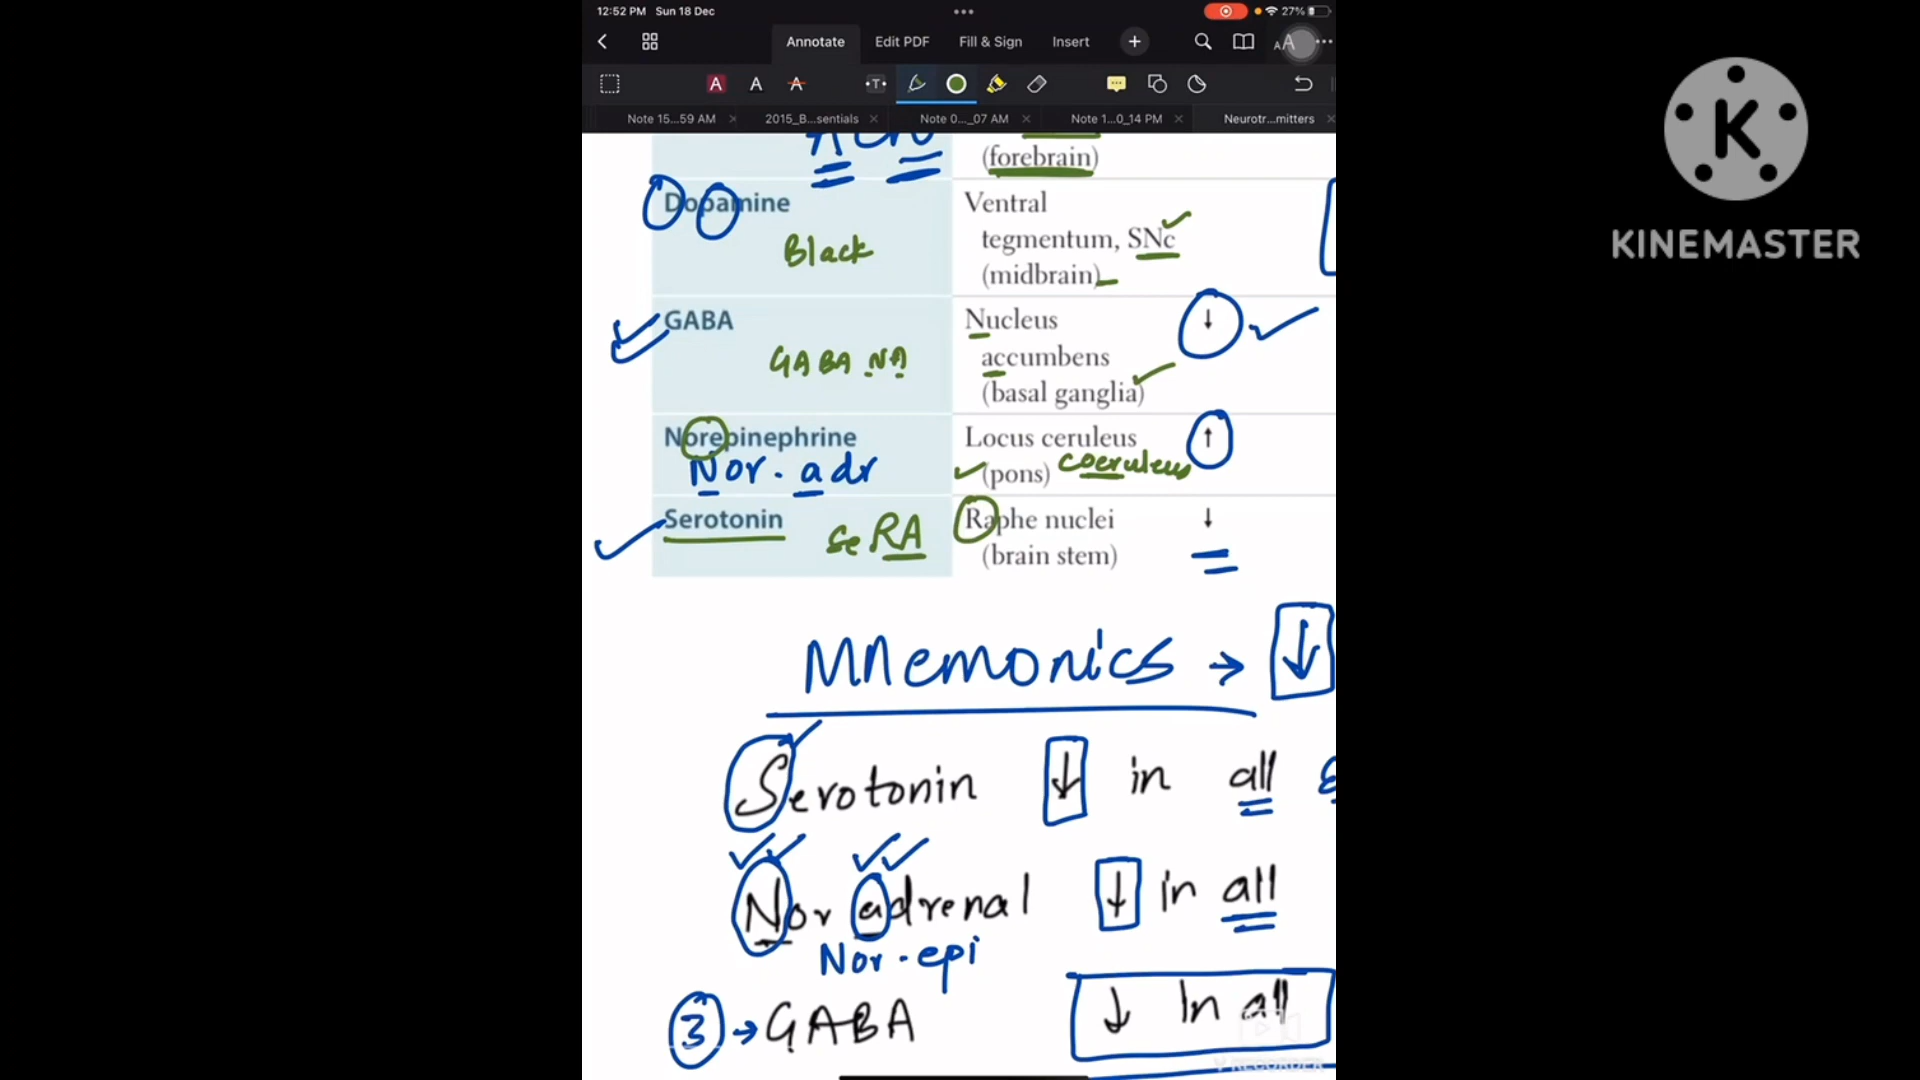 12:52 PM Sun 18 Dec
27%
Annotate Edit PDF Fill & Sign Insert
Note 15...59 AM 2015_B...sentials Note 0..._07 AM Note 1...0_14 PM Neurotr...mitters
(forebrain)
Dopamine Ventral
Black tegmentum, SNc
(midbrain)
GABA Nucleus ↓
GABA NA accumbens
(basal ganglia)
Norepinephrine Locus ceruleus ↑
Nor. adr (pons) coeruleus
Serotonin Raphe nuclei ↓
Se RA (brain stem)
Mnemonics → ↓
Serotonin ↓ in all
Nor adrenal ↓ in all
Nor-epi
3 → GABA ↓ In all
RECORDER
K
KINEMASTER